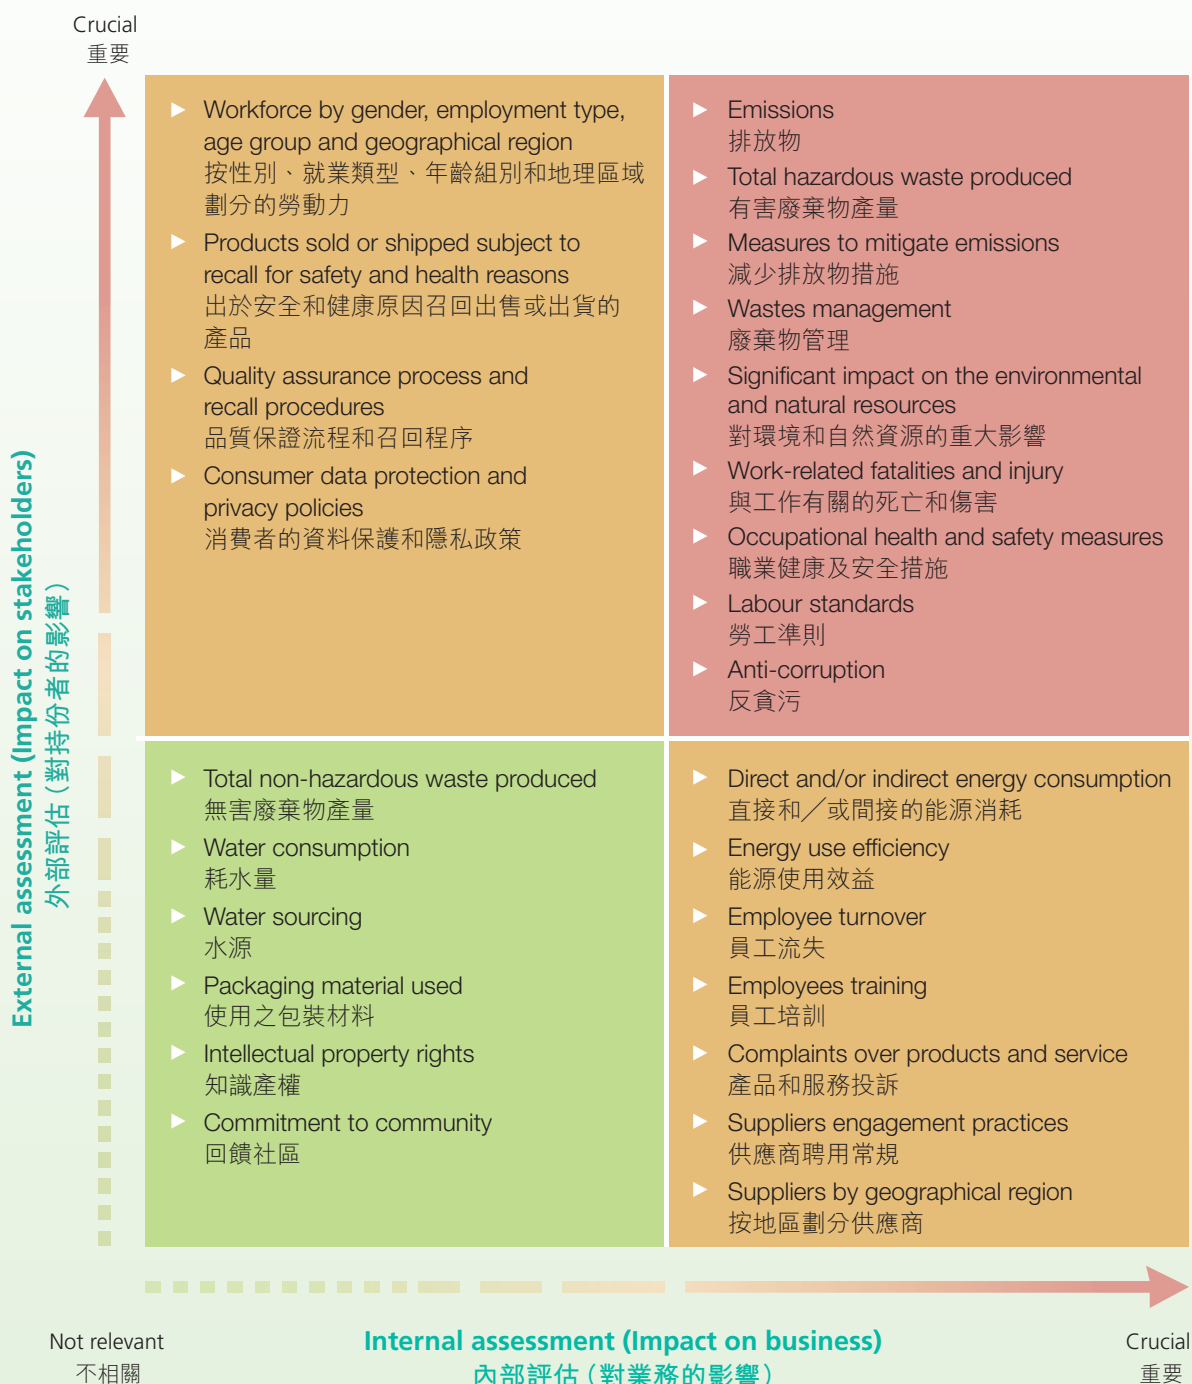 Crucial
重要
Workforce by gender, employment type,
age group and geographical region
按性別、就業類型、年齡組別和地理區域
劃分的勞動力
Products sold or shipped subject to
recall for safety and health reasons
出於安全和健康原因召回出售或出貨的
產品
Quality assurance process and
recall procedures
品質保證流程和召回程序
Consumer data protection and
privacy policies
消費者的資料保護和隱私政策
Emissions
排放物
Total hazardous waste produced
有害廢棄物產量
Measures to mitigate emissions
減少排放物措施
Wastes management
廢棄物管理
Significant impact on the environmental
and natural resources
對環境和自然資源的重大影響
Work-related fatalities and injury
與工作有關的死亡和傷害
Occupational health and safety measures
職業健康及安全措施
Labour standards
勞工準則
Anti-corruption
反貪污
External assessment (Impact on stakeholders)
外部評估（對持份者的影響）
Total non-hazardous waste produced
無害廢棄物產量
Water consumption
耗水量
Water sourcing
水源
Packaging material used
使用之包裝材料
Intellectual property rights
知識產權
Commitment to community
回饋社區
Direct and/or indirect energy consumption
直接和╱或間接的能源消耗
Energy use efficiency
能源使用效益
Employee turnover
員工流失
Employees training
員工培訓
Complaints over products and service
產品和服務投訴
Suppliers engagement practices
供應商聘用常規
Suppliers by geographical region
按地區劃分供應商
Not relevant
不相關
Internal assessment (Impact on business)
內部評估（對業務的影響）
Crucial
重要